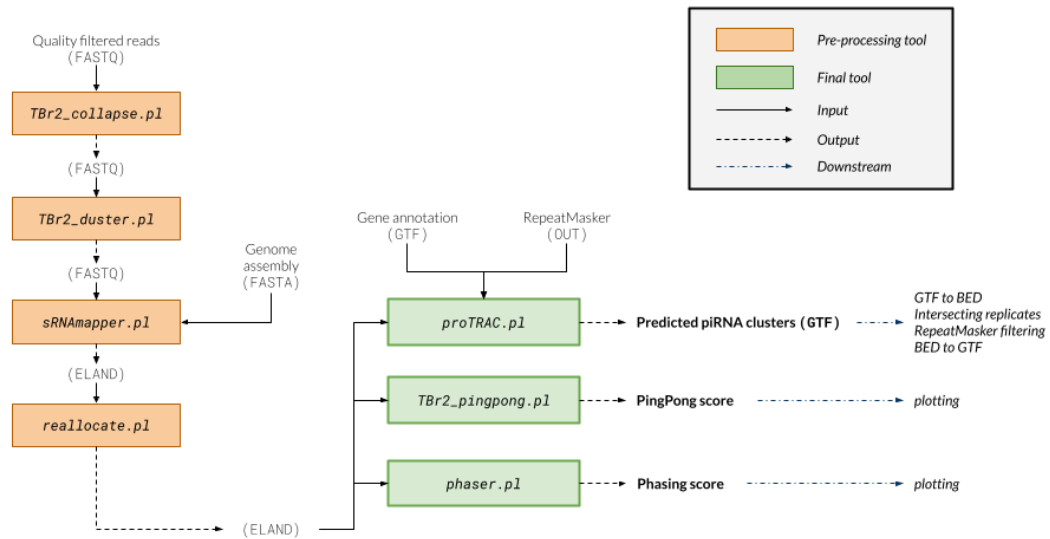 Quality filtered reads
(FASTQ)
TBr2_collapse.pl
(FASTQ)
TBr2_duster.pl
(FASTQ)
Genome
assembly
(FASTA)
sRNAmapper.pl
(ELAND)
reallocate.pl
(ELAND)
Gene annotation
(GTF)
RepeatMasker
(OUT)
proTRAC.pl
Predicted piRNA clusters (GTF)
GTF to BED
Intersecting replicates
RepeatMasker filtering
BED to GTF
TBr2_pingpong.pl
PingPong score
plotting
phaser.pl
Phasing score
plotting
Pre-processing tool
Final tool
Input
Output
Downstream